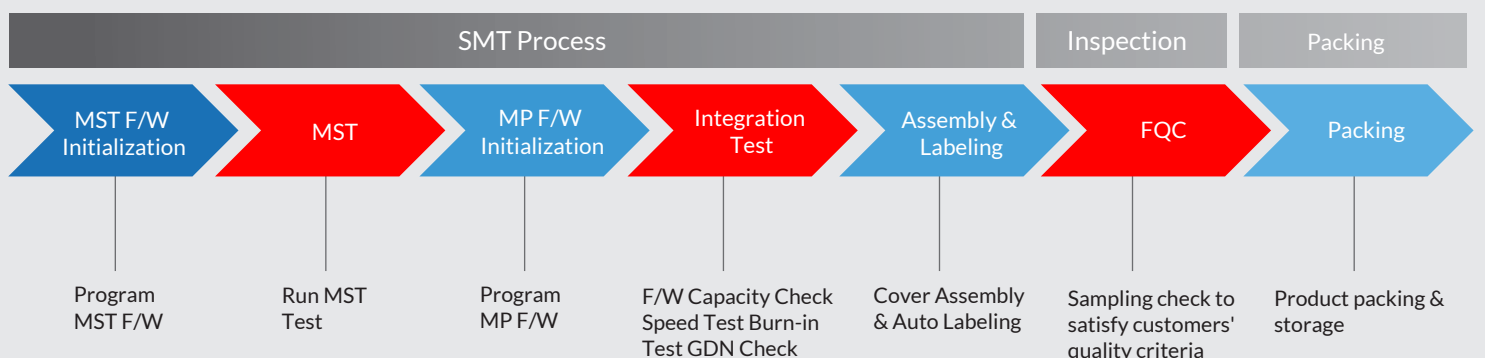 SMT Process
Inspection
Packing
MST F/W
Initialization
MST
MP F/W
Initialization
Integration
Test
Assembly &
Labeling
FQC
Packing
Program
MST F/W
Run MST
Test
Program
MP F/W
F/W Capacity Check
Speed Test Burn-in
Test GDN Check
Cover Assembly
& Auto Labeling
Sampling check to
satisfy customers'
quality criteria
Product packing &
storage